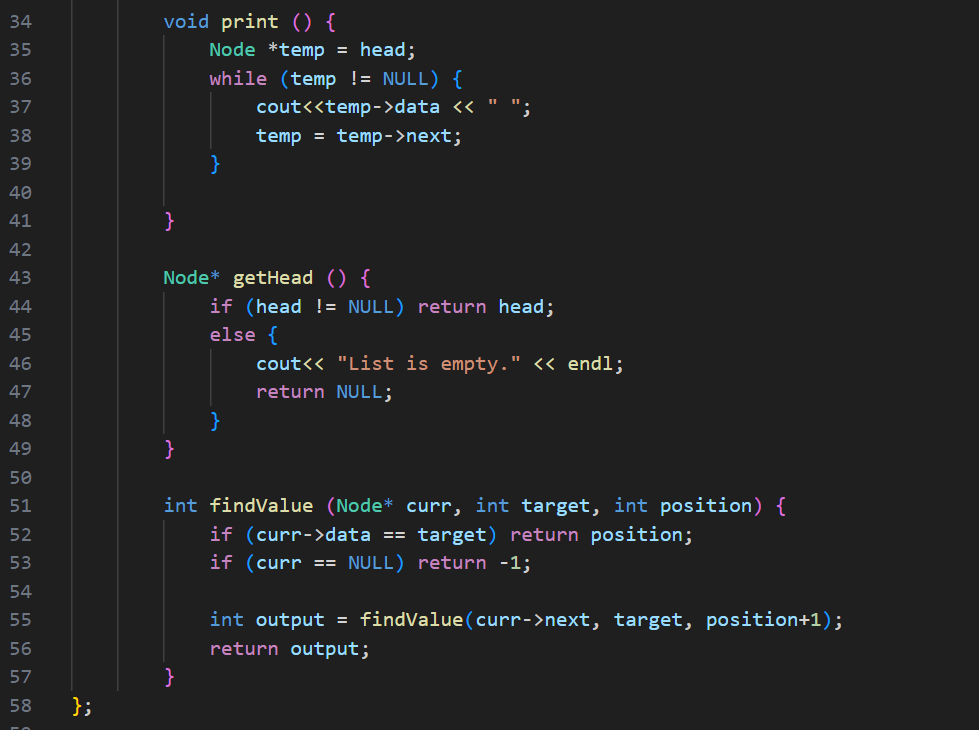 34 void print () {
35 Node *temp = head;
36 while (temp != NULL) {
37 cout<<temp->data << " ";
38 temp = temp->next;
39 }
40
41 }
42
43 Node* getHead () {
44 if (head != NULL) return head;
45 else {
46 cout<< "List is empty." << endl;
47 return NULL;
48 }
49 }
50
51 int findValue (Node* curr, int target, int position) {
52 if (curr->data == target) return position;
53 if (curr == NULL) return -1;
54
55 int output = findValue(curr->next, target, position+1);
56 return output;
57 }
58 };